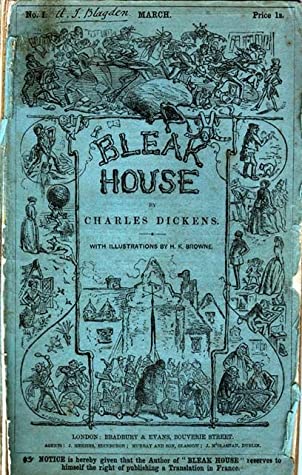 No. I. A. J. Blagden MARCH. Price 1s.
BLEAK
HOUSE
BY
CHARLES DICKENS.
WITH ILLUSTRATIONS BY H. K. BROWNE.
LONDON: BRADBURY & EVANS, BOUVERIE STREET.
AGENTS: J. MENZIES, EDINBURGH; MURRAY AND SON, GLASGOW; J. M'GLASHAN, DUBLIN.
NOTICE is hereby given that the Author of "BLEAK HOUSE" reserves to
himself the right of publishing a Translation in France.